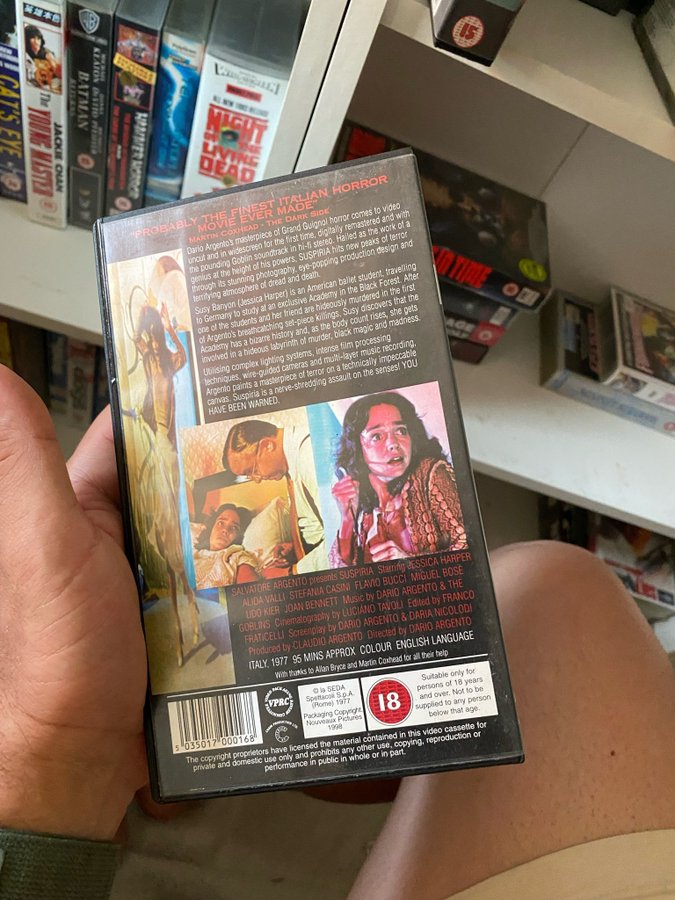 CAT'S EYE
The YOUNG MASTER
JACKIE CHAN
BATMAN
MICHAEL KEATON
WIDESCREEN
NIGHT
OF THE
LIVING
DEAD
15
"PROBABLY THE FINEST ITALIAN HORROR
MOVIE EVER MADE"
MARTIN COXHEAD - THE DARK SIDE
Dario Argento's masterpiece of Grand Guignol horror comes to video
uncut and in widescreen for the first time, digitally remastered and with
the pounding Goblin soundtrack in hi-fi stereo. Hailed as the work of a
genius at the height of his powers, SUSPIRIA hits new peaks of terror
through its stunning photography, eye-popping production design and
terrifying atmosphere of dread and death.
Susy Banyon (Jessica Harper) is an American ballet student, travelling
to Germany to study at an exclusive Academy in the Black Forest. After
one of the students and her friend are hideously murdered in the first
of Argento's breathcatching set-piece killings, Susy discovers that the
Academy has a bizarre history and, as the body count rises, she gets
involved in a hideous labyrinth of murder, black magic and madness.
Utilising complex lighting systems, intense film processing
techniques, wire-guided cameras and multi-layer music recording,
Argento paints a masterpiece of terror on a technically impeccable
canvas. Suspiria is a nerve-shredding assault on the senses! YOU
HAVE BEEN WARNED.
SALVATORE ARGENTO presents SUSPIRIA Starring JESSICA HARPER
ALIDA VALLI STEFANIA CASINI FLAVIO BUCCI MIGUEL BOSE
UDO KIER JOAN BENNETT Music by DARIO ARGENTO & THE
GOBLINS Cinematography by LUCIANO TAVOLI Edited by FRANCO
FRATICELLI Screenplay by DARIO ARGENTO & DARIA NICOLODI
Produced by CLAUDIO ARGENTO Directed by DARIO ARGENTO
ITALY. 1977 95 MINS APPROX COLOUR ENGLISH LANGUAGE
With thanks to Allan Bryce and Martin Coxhead for all their help
5 035017 000168
VPRC
© la SEDA
Spettacoli S.p.A.
(Rome) 1977
Packaging Copyright
Nouveaux Pictures
1998
18
Suitable only for
persons of 18 years
and over. Not to be
supplied to any person
below that age.
The copyright proprietors have licensed the material contained in this video cassette for
private and domestic use only and prohibits any other use, copying, reproduction or
performance in public in whole or in part.